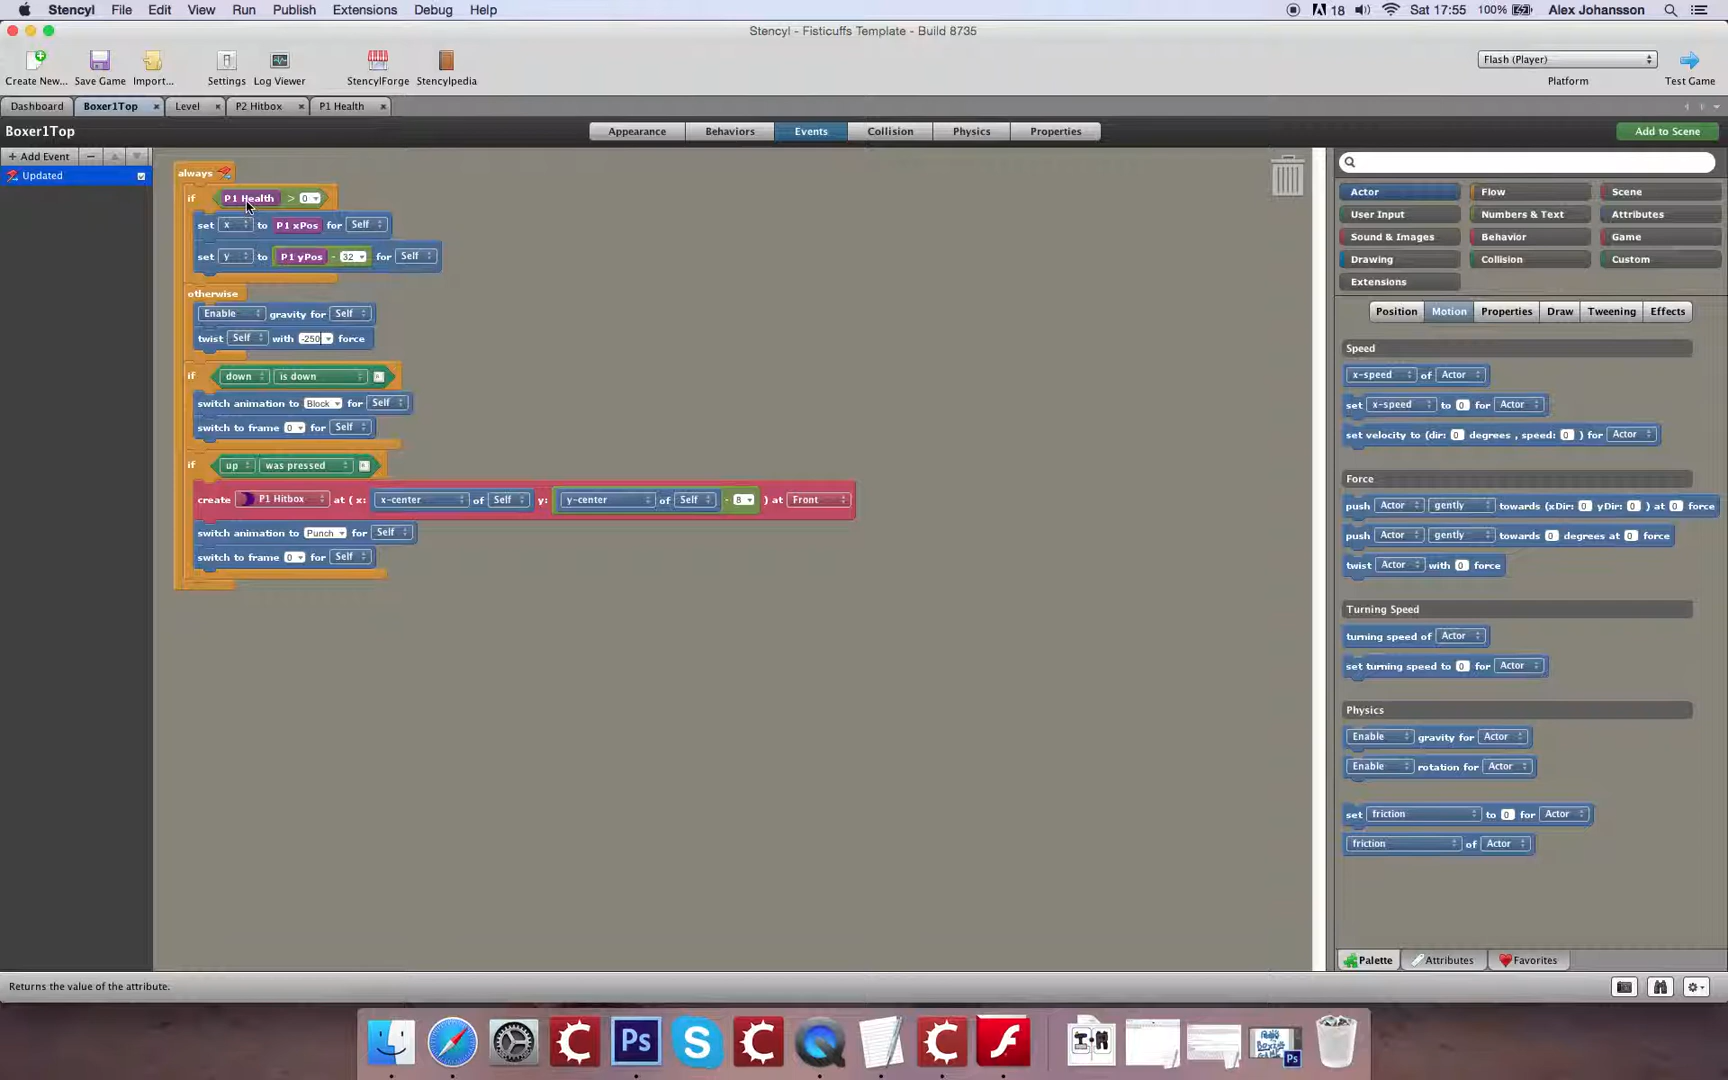 Stencyl File Edit View Run Publish Extensions Debug Help 18 Sat 17:55 100% Alex Johansson
Stencyl - Fisticuffs Template - Build 8735
Create New... Save Game Import... Settings Log Viewer StencylForge Stencylpedia Flash (Player) Platform Test Game
Dashboard Boxer1Top Level P2 Hitbox P1 Health
Boxer1Top Appearance Behaviors Events Collision Physics Properties Add to Scene
+ Add Event
Updated
always
if P1 Health > 0
set x to P1 xPos for Self
set y to P1 yPos - 32 for Self
otherwise
Enable gravity for Self
twist Self with -250 force
if down is down
switch animation to Block for Self
switch to frame 0 for Self
if up was pressed
create P1 Hitbox at ( x: x-center of Self y: y-center of Self - 8 ) at Front
switch animation to Punch for Self
switch to frame 0 for Self
Actor Flow Scene
User Input Numbers & Text Attributes
Sound & Images Behavior Game
Drawing Collision Custom
Extensions
Position Motion Properties Draw Tweening Effects
Speed
x-speed of Actor
set x-speed to 0 for Actor
set velocity to (dir: 0 degrees , speed: 0 ) for Actor
Force
push Actor gently towards (xDir: 0 yDir: 0 ) at 0 force
push Actor gently towards 0 degrees at 0 force
twist Actor with 0 force
Turning Speed
turning speed of Actor
set turning speed to 0 for Actor
Physics
Enable gravity for Actor
Enable rotation for Actor
set friction to 0 for Actor
friction of Actor
Palette Attributes Favorites
Returns the value of the attribute.
Ps S Ps